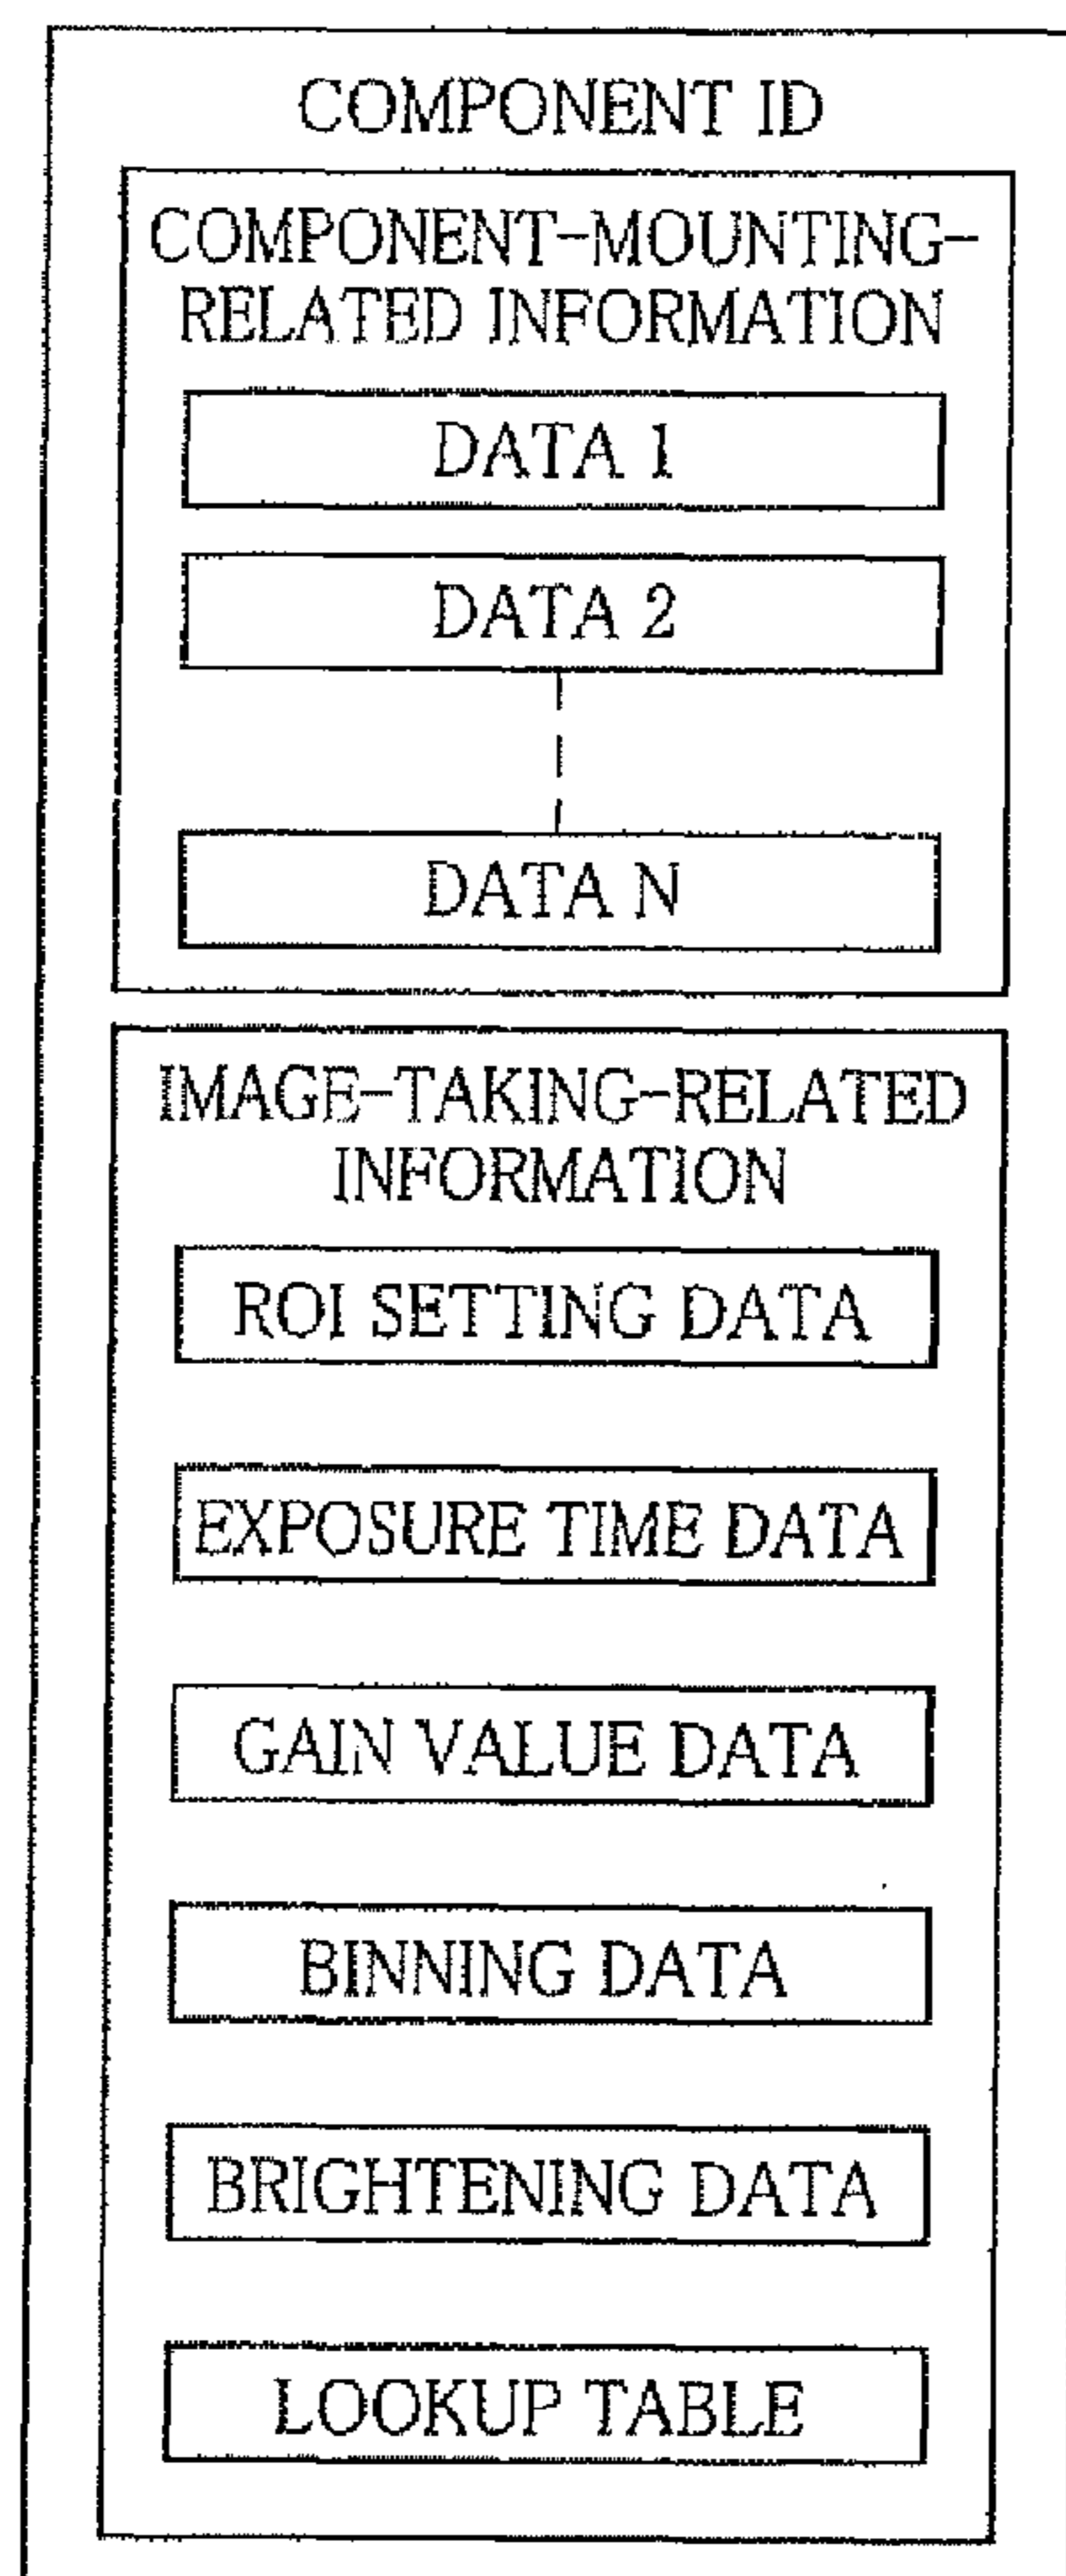 COMPONENT ID
COMPONENT-MOUNTING-
RELATED INFORMATION
DATA 1
DATA 2
DATA N
IMAGE-TAKING-RELATED
INFORMATION
ROI SETTING DATA
EXPOSURE TIME DATA
GAIN VALUE DATA
BINNING DATA
BRIGHTENING DATA
LOOKUP TABLE